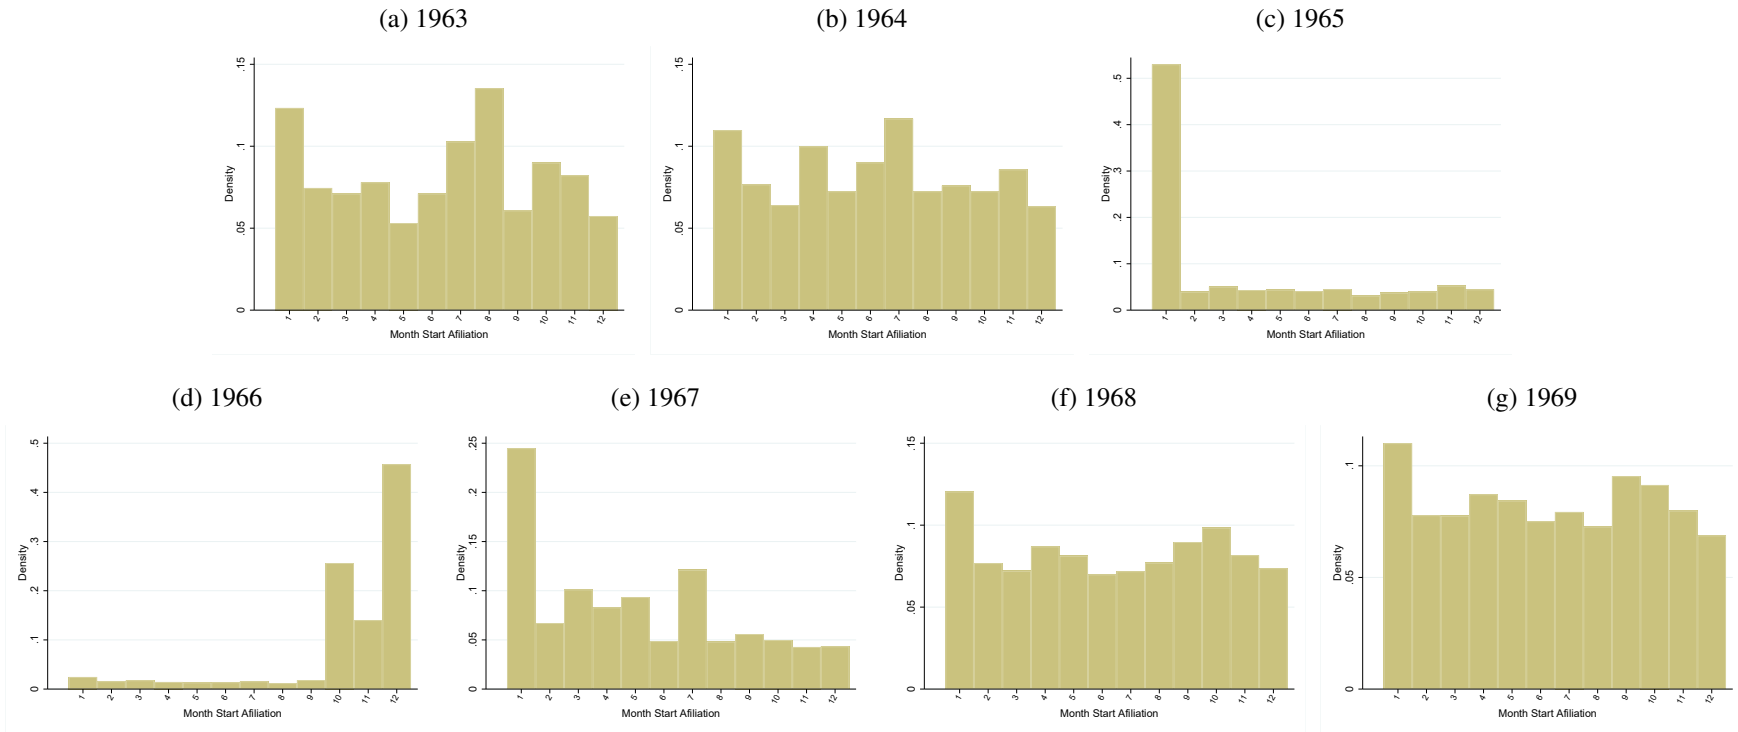 (a) 1963
Density
0
.05
.1
.15
1 2 3 4 5 6 7 8 9 10 11 12
Month Start Afiliation
(b) 1964
Density
0
.05
.1
.15
1 2 3 4 5 6 7 8 9 10 11 12
Month Start Afiliation
(c) 1965
Density
0
.1
.2
.3
.4
.5
1 2 3 4 5 6 7 8 9 10 11 12
Month Start Afiliation
(d) 1966
Density
0
.1
.2
.3
.4
.5
1 2 3 4 5 6 7 8 9 10 11 12
Month Start Afiliation
(e) 1967
Density
0
.05
.1
.15
.2
.25
1 2 3 4 5 6 7 8 9 10 11 12
Month Start Afiliation
(f) 1968
Density
0
.05
.1
.15
1 2 3 4 5 6 7 8 9 10 11 12
Month Start Afiliation
(g) 1969
Density
0
.05
.1
1 2 3 4 5 6 7 8 9 10 11 12
Month Start Afiliation